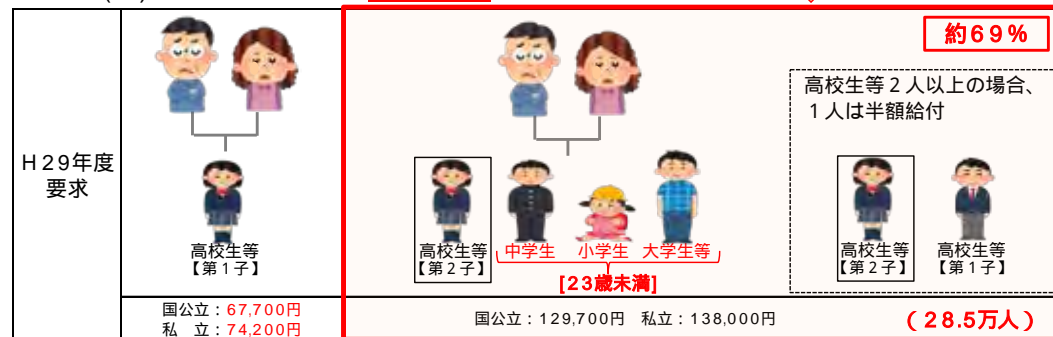 約69%
高校生等2人以上の場合、
1人は半額給付
H29年度
要求
高校生等
【第1子】
高校生等
【第2子】
中学生 小学生 大学生等
[23歳未満]
高校生等
【第2子】
高校生等
【第1子】
国公立：67,700円
私　立：74,200円
国公立：129,700円 私立：138,000円
（28.5万人）